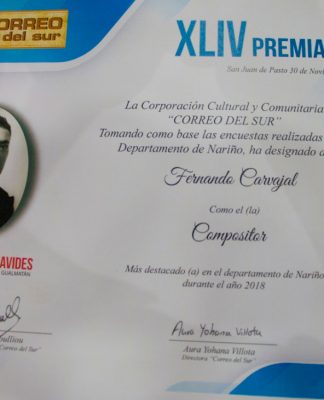 CORREO
del sur
XLIV PREMIA
San Juan de Pasto 30 de Novi
La Corporación Cultural y Comunitaria
"CORREO DEL SUR"
Tomando como base las encuestas realizadas
Departamento de Nariño, ha designado a
Fernando Carvajal
Como el (la)
Compositor
Más destacado (a) en el departamento de Nariño
durante el año 2018
AVIDES
GUALMATÁN
Aura Yohana Villota
Aura Yohana Villota
Directora "Correo del Sur"
"Correo del Sur"